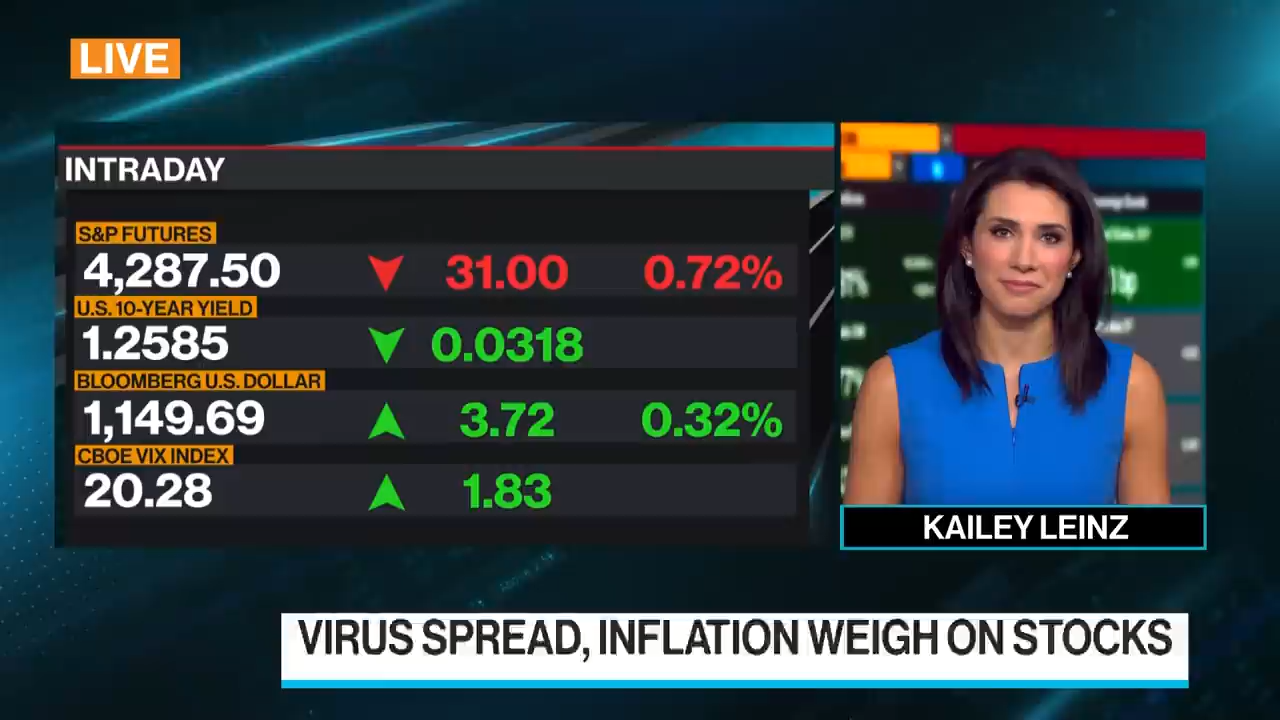 LIVE
INTRADAY
S&P FUTURES
4,287.50 ▼ 31.00 0.72%
U.S. 10-YEAR YIELD
1.2585 ▼ 0.0318
BLOOMBERG U.S. DOLLAR
1,149.69 ▲ 3.72 0.32%
CBOE VIX INDEX
20.28 ▲ 1.83
KAILEY LEINZ
VIRUS SPREAD, INFLATION WEIGH ON STOCKS